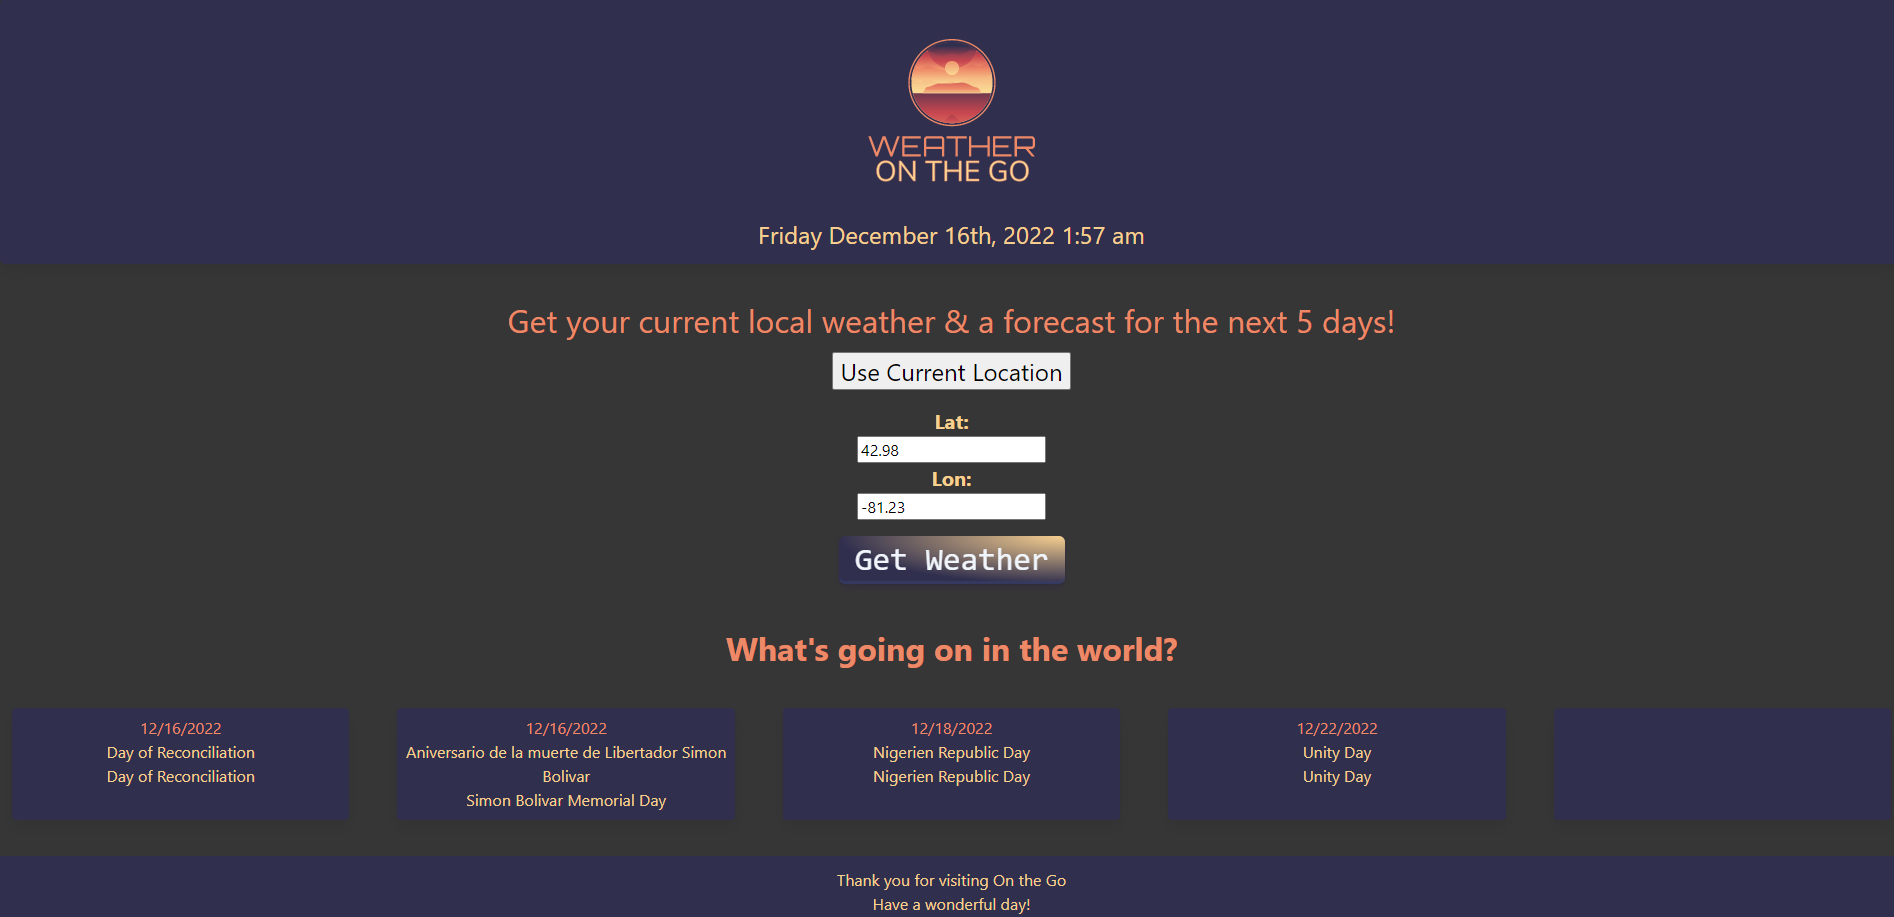 WEATHER
ON THE GO
Friday December 16th, 2022 1:57 am
Get your current local weather & a forecast for the next 5 days!
Use Current Location
Lat:
42.98
Lon:
-81.23
Get Weather
What's going on in the world?
12/16/2022
Day of Reconciliation
Day of Reconciliation
12/16/2022
Aniversario de la muerte de Libertador Simon
Bolivar
Simon Bolivar Memorial Day
12/18/2022
Nigerien Republic Day
Nigerien Republic Day
12/22/2022
Unity Day
Unity Day
Thank you for visiting On the Go
Have a wonderful day!